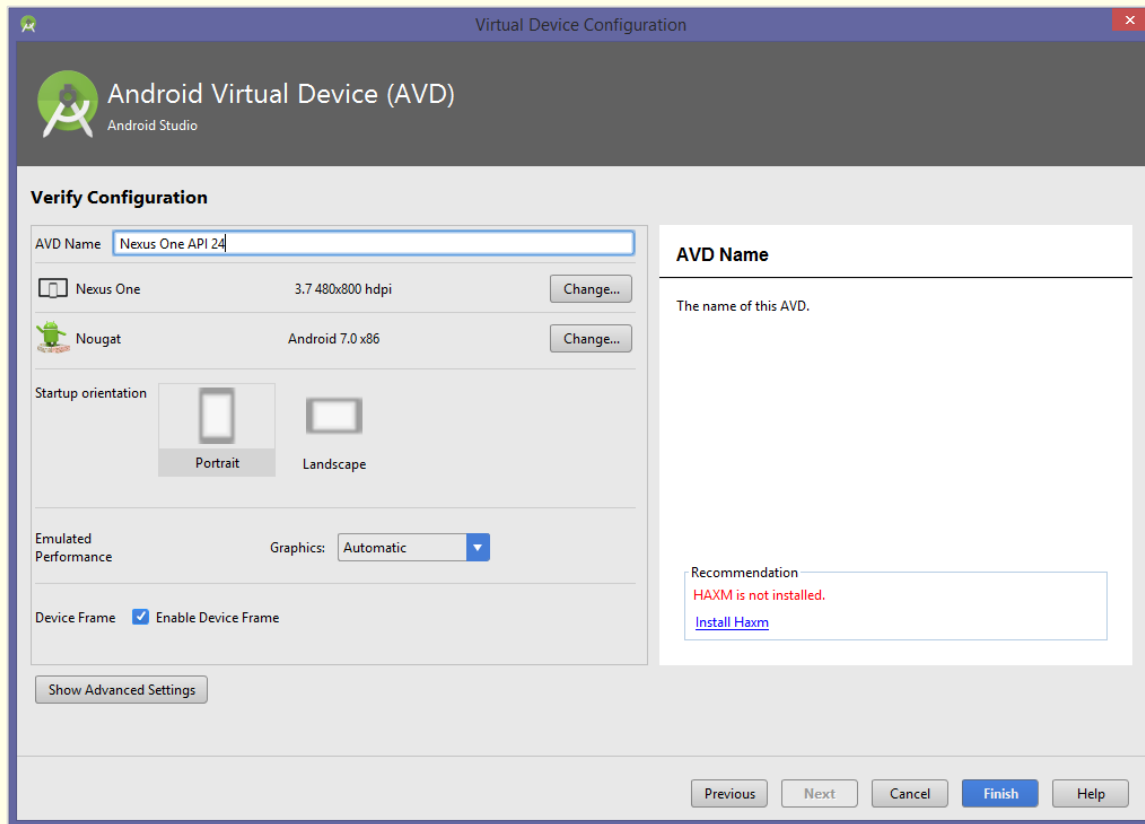 Virtual Device Configuration
Android Virtual Device (AVD)
Android Studio
Verify Configuration
AVD Name Nexus One API 24
Nexus One 3.7 480x800 hdpi Change...
Nougat Android 7.0 x86 Change...
Startup orientation
Portrait Landscape
Emulated
Performance
Graphics: Automatic
Device Frame Enable Device Frame
Show Advanced Settings
AVD Name
The name of this AVD.
Recommendation
HAXM is not installed.
Install Haxm
Previous Next Cancel Finish Help